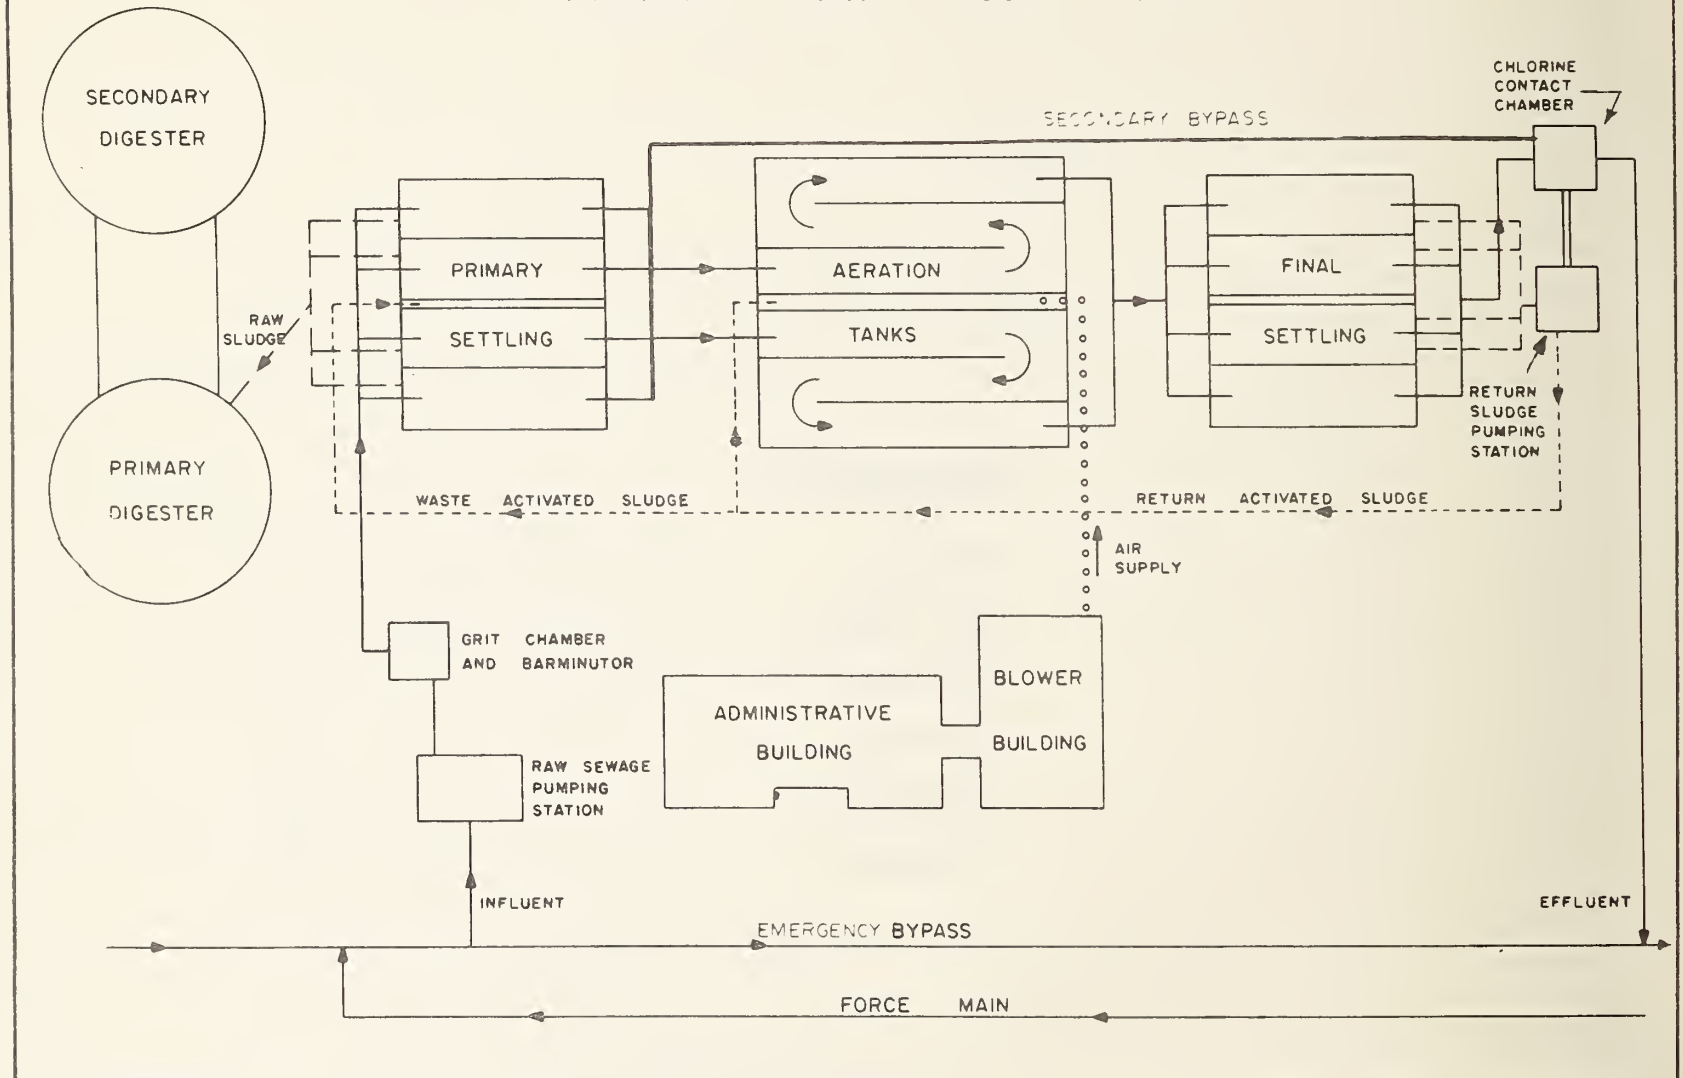 SECONDARY
DIGESTER
CHLORINE
CONTACT
CHAMBER
SECONDARY BYPASS
PRIMARY
SETTLING
AERATION
TANKS
FINAL
SETTLING
RAW
SLUDGE
RETURN
SLUDGE
PUMPING
STATION
PRIMARY
DIGESTER
WASTE ACTIVATED SLUDGE
RETURN ACTIVATED SLUDGE
AIR
SUPPLY
GRIT CHAMBER
AND BARMINUTOR
ADMINISTRATIVE
BUILDING
BLOWER
BUILDING
RAW SEWAGE
PUMPING
STATION
INFLUENT
EFFLUENT
EMERGENCY BYPASS
FORCE MAIN